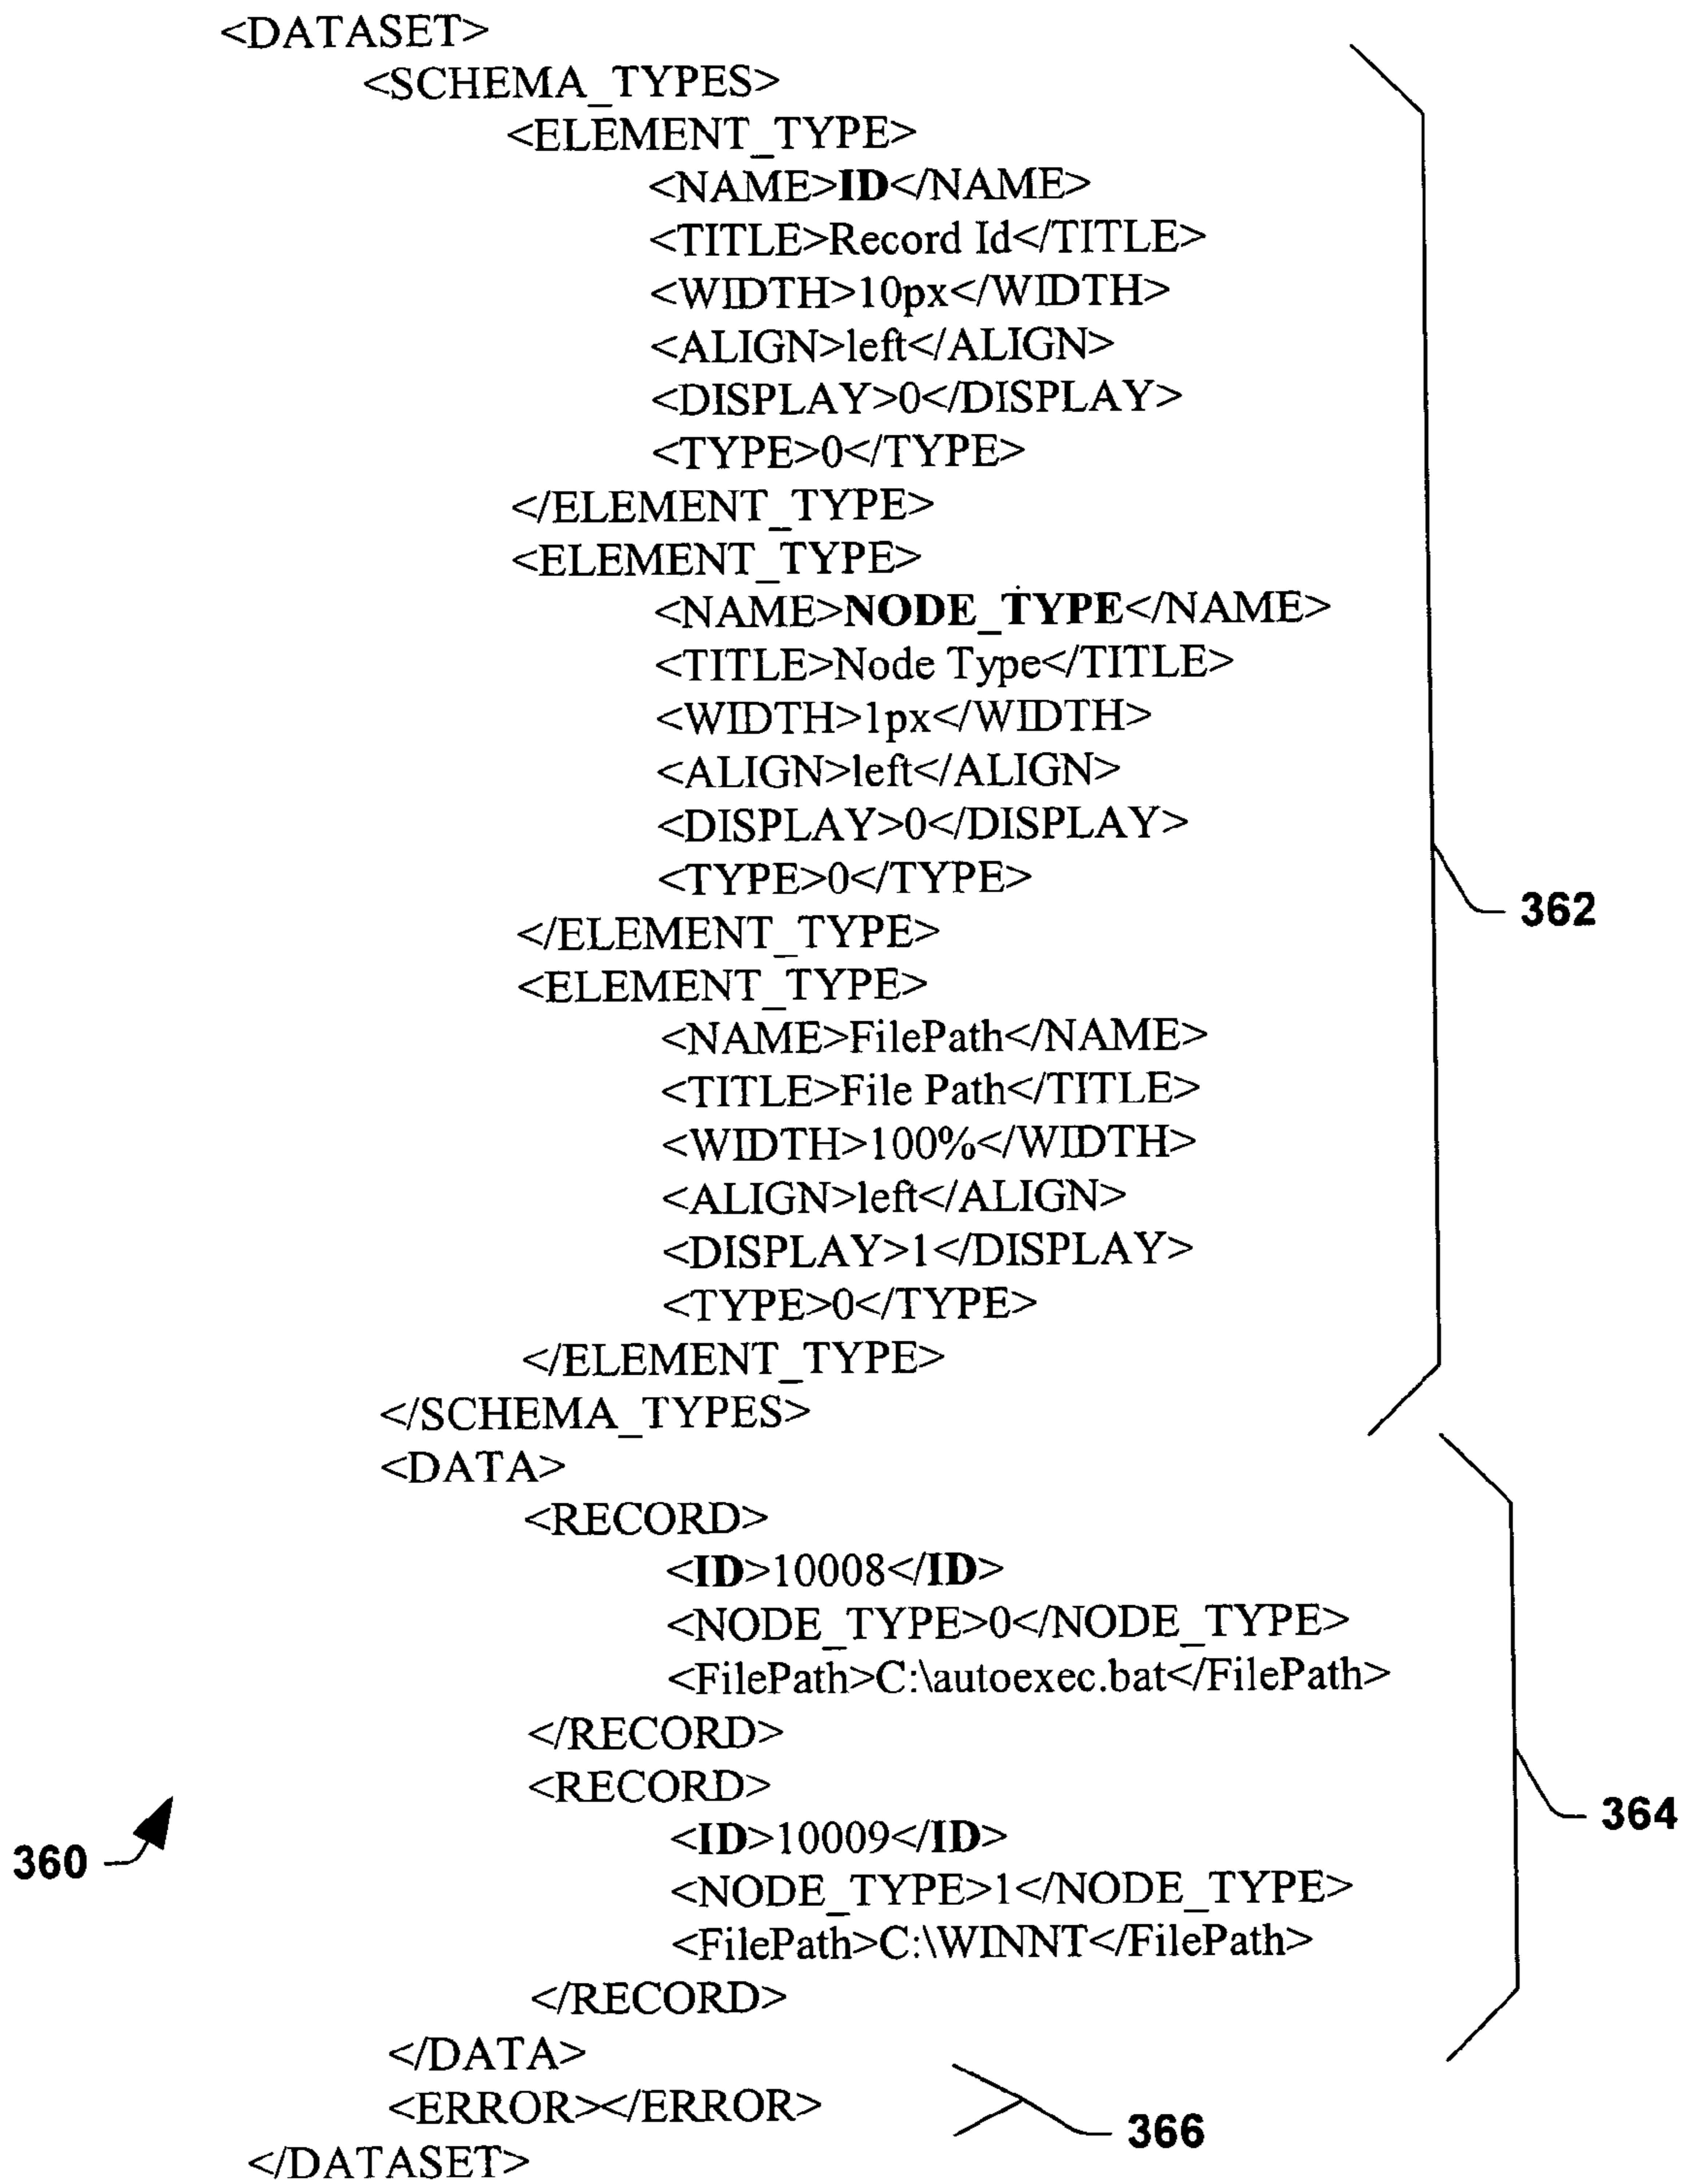 <DATASET>
<SCHEMA_TYPES>
<ELEMENT_TYPE>
<NAME>ID</NAME>
<TITLE>Record Id</TITLE>
<WIDTH>10px</WIDTH>
<ALIGN>left</ALIGN>
<DISPLAY>0</DISPLAY>
<TYPE>0</TYPE>
</ELEMENT_TYPE>
<ELEMENT_TYPE>
<NAME>NODE_TYPE</NAME>
<TITLE>Node Type</TITLE>
<WIDTH>1px</WIDTH>
<ALIGN>left</ALIGN>
<DISPLAY>0</DISPLAY>
<TYPE>0</TYPE>
362
</ELEMENT_TYPE>
<ELEMENT_TYPE>
<NAME>FilePath</NAME>
<TITLE>File Path</TITLE>
<WIDTH>100%</WIDTH>
<ALIGN>left</ALIGN>
<DISPLAY>1</DISPLAY>
<TYPE>0</TYPE>
</ELEMENT_TYPE>
</SCHEMA_TYPES>
<DATA>
<RECORD>
<ID>10008</ID>
<NODE_TYPE>0</NODE_TYPE>
<FilePath>C:\autoexec.bat</FilePath>
</RECORD>
<RECORD>
364
<ID>10009</ID>
360
<NODE_TYPE>1</NODE_TYPE>
<FilePath>C:\WINNT</FilePath>
</RECORD>
</DATA>
<ERROR></ERROR>
366
</DATASET>